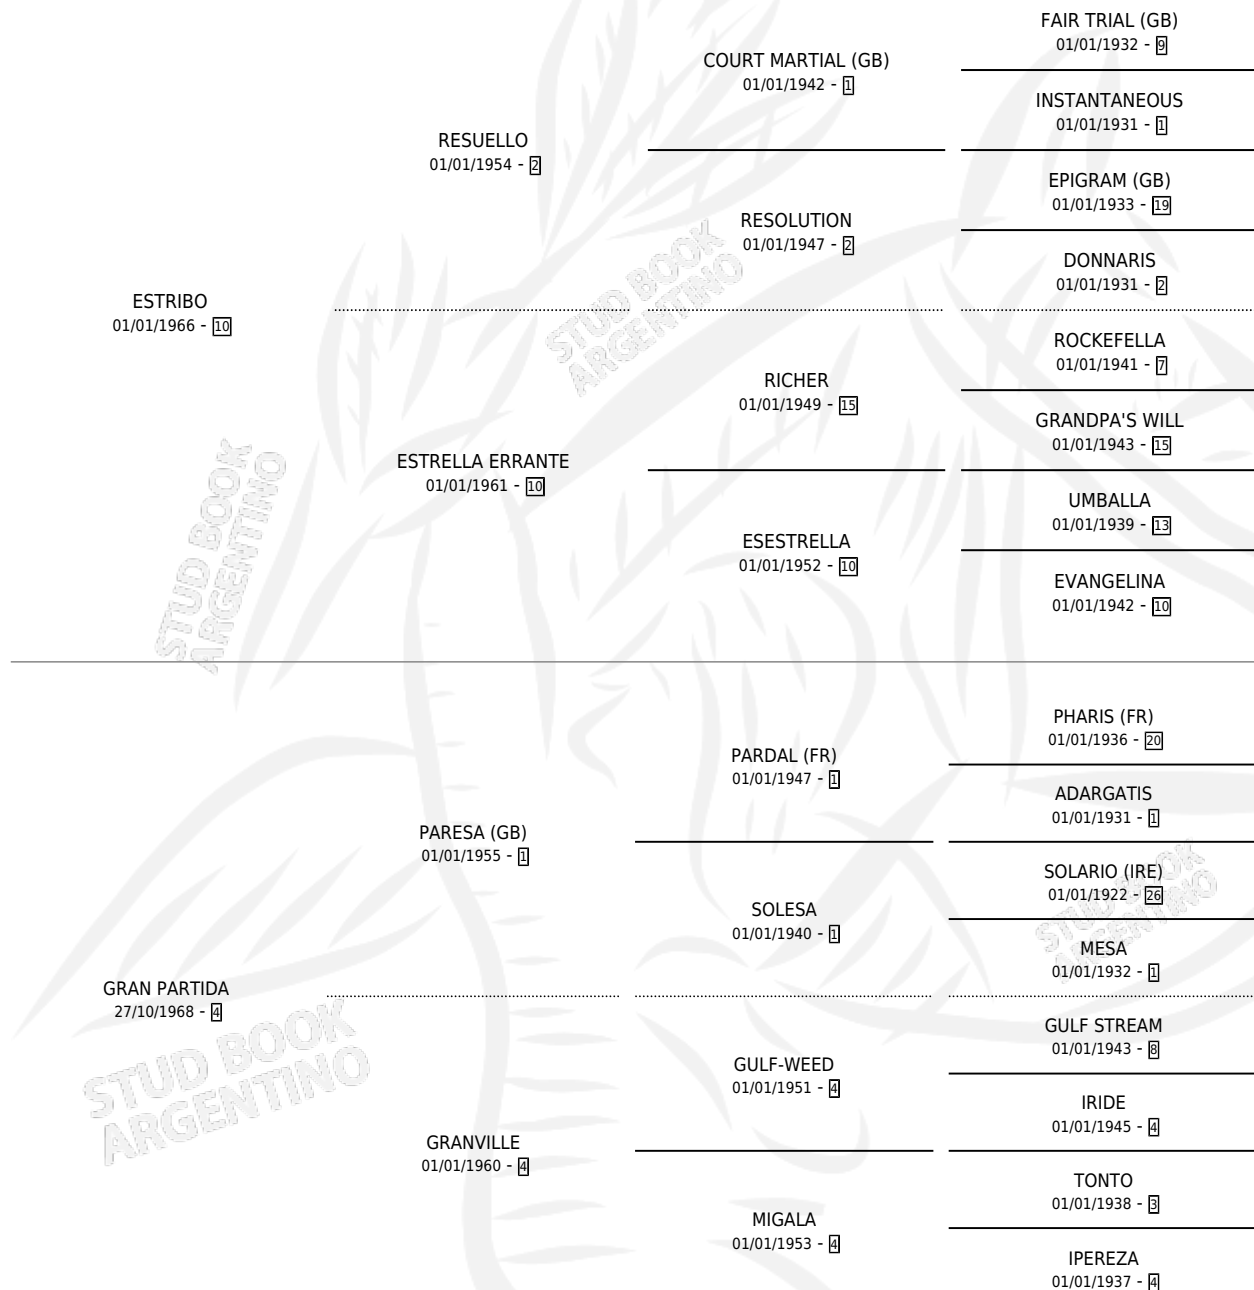 FAIR TRIAL (GB)
01/01/1932 - 9
COURT MARTIAL (GB)
01/01/1942 - 1
INSTANTANEOUS
01/01/1931 - 1
RESUELLO
01/01/1954 - 2
EPIGRAM (GB)
01/01/1933 - 19
RESOLUTION
01/01/1947 - 2
DONNARIS
01/01/1931 - 2
ESTRIBO
01/01/1966 - 10
ROCKEFELLA
01/01/1941 - 7
RICHER
01/01/1949 - 15
GRANDPA'S WILL
01/01/1943 - 15
ESTRELLA ERRANTE
01/01/1961 - 10
UMBALLA
01/01/1939 - 13
ESESTRELLA
01/01/1952 - 10
EVANGELINA
01/01/1942 - 10
PHARIS (FR)
01/01/1936 - 20
PARDAL (FR)
01/01/1947 - 1
ADARGATIS
01/01/1931 - 1
PARESA (GB)
01/01/1955 - 1
SOLARIO (IRE)
01/01/1922 - 26
SOLESA
01/01/1940 - 1
MESA
01/01/1932 - 1
GRAN PARTIDA
27/10/1968 - 4
GULF STREAM
01/01/1943 - 8
GULF-WEED
01/01/1951 - 4
IRIDE
01/01/1945 - 4
GRANVILLE
01/01/1960 - 4
TONTO
01/01/1938 - 3
MIGALA
01/01/1953 - 4
IPEREZA
01/01/1937 - 4
STUD BOOK
ARGENTINO
STUD BOOK
ARGENTINO
STUD BOOK
ARGENTINO
STUD BOOK
ARGENTINO